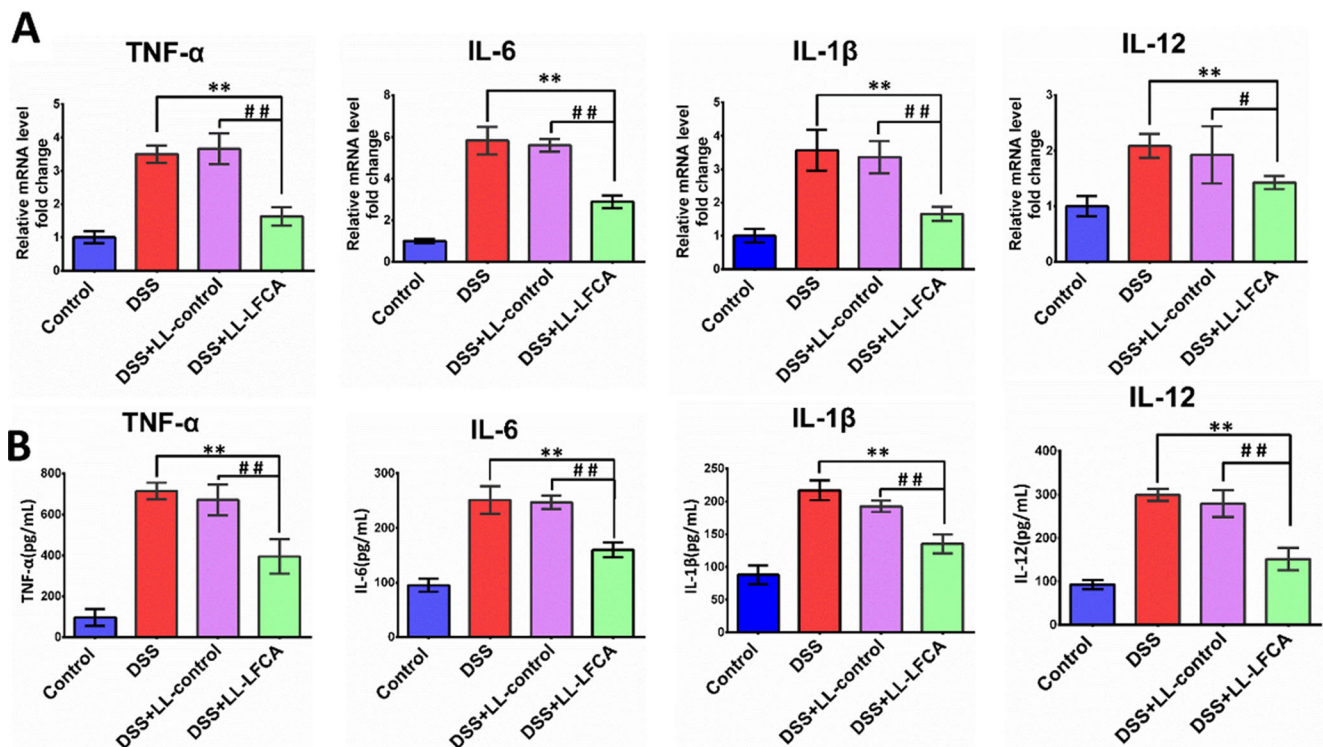 A
TNF-α
Relative mRNA level
fold change
5
4
3
2
1
0
**
##
Control
DSS
DSS+LL-control
DSS+LL-LFCA
IL-6
Relative mRNA level
fold change
8
6
4
2
0
**
##
Control
DSS
DSS+LL-control
DSS+LL-LFCA
IL-1β
Relative mRNA level
fold change
5
4
3
2
1
0
**
##
Control
DSS
DSS+LL-control
DSS+LL-LFCA
IL-12
Relative mRNA level
fold change
3
2
1
0
**
#
Control
DSS
DSS+LL-control
DSS+LL-LFCA
B
TNF-α
TNF-α(pg/mL)
800
600
400
200
0
**
##
Control
DSS
DSS+LL-control
DSS+LL-LFCA
IL-6
IL-6(pg/mL)
300
200
100
0
**
##
Control
DSS
DSS+LL-control
DSS+LL-LFCA
IL-1β
IL-1β(pg/mL)
250
200
150
100
50
0
**
##
Control
DSS
DSS+LL-control
DSS+LL-LFCA
IL-12
IL-12(pg/mL)
400
300
200
100
0
**
##
Control
DSS
DSS+LL-control
DSS+LL-LFCA